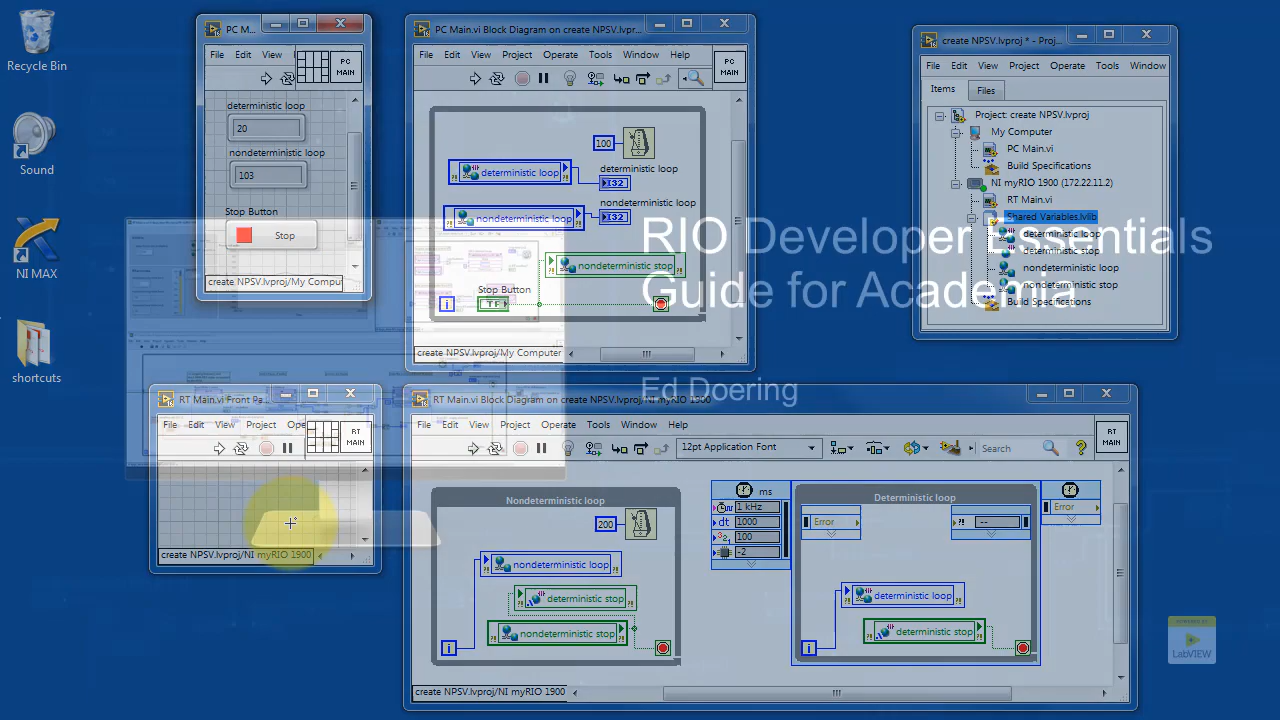 Recycle Bin
Sound
NI MAX
shortcuts
PC M...
File Edit View
PC MAIN
deterministic loop
20
nondeterministic loop
103
Stop Button
Stop
create NPSV.lvproj/My Compu
PC Main.vi Block Diagram on create NPSV.lvpr...
File Edit View Project Operate Tools Window Help
PC MAIN
100
deterministic loop
deterministic loop
I32
nondeterministic loop
nondeterministic loop
I32
nondeterministic stop
Stop Button
TF
i
create NPSV.lvproj/My Computer
create NPSV.lvproj * - Proj...
File Edit View Project Operate Tools Window
Items Files
Project: create NPSV.lvproj
My Computer
PC Main.vi
Build Specifications
NI myRIO 1900 (172.22.11.2)
RT Main.vi
Shared Variables.lvlib
deterministic loop
deterministic stop
nondeterministic loop
nondeterministic stop
Build Specifications
RIO Developer Essentials
Guide for Academia
Ed Doering
RT Main.vi Front Pa...
File Edit View Project Ope
RT MAIN
create NPSV.lvproj/NI myRIO 1900
RT Main.vi Block Diagram on create NPSV.lvproj/NI myRIO 1900
File Edit View Project Operate Tools Window Help
12pt Application Font
Search
RT MAIN
Nondeterministic loop
200
nondeterministic loop
deterministic stop
nondeterministic stop
i
ms
1 kHz
dt 1000
100
-2
Deterministic loop
Error
--
Error
deterministic loop
deterministic stop
i
create NPSV.lvproj/NI myRIO 1900
LabVIEW